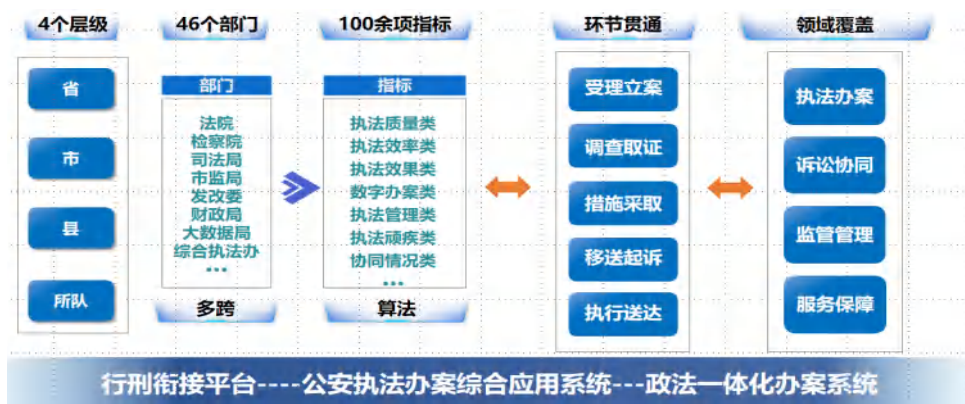 4个层级
46个部门
100余项指标
环节贯通
领域覆盖
省
市
县
所队
部门
法院
检察院
司法局
市监局
发改委
财政局
大数据局
综合执法办
...
多跨
指标
执法质量类
执法效率类
执法效果类
数字办案类
执法管理类
执法顽疾类
协同情况类
...
算法
受理立案
调查取证
措施采取
移送起诉
执行送达
执法办案
诉讼协同
监管管理
服务保障
行刑衔接平台----公安执法办案综合应用系统---政法一体化办案系统